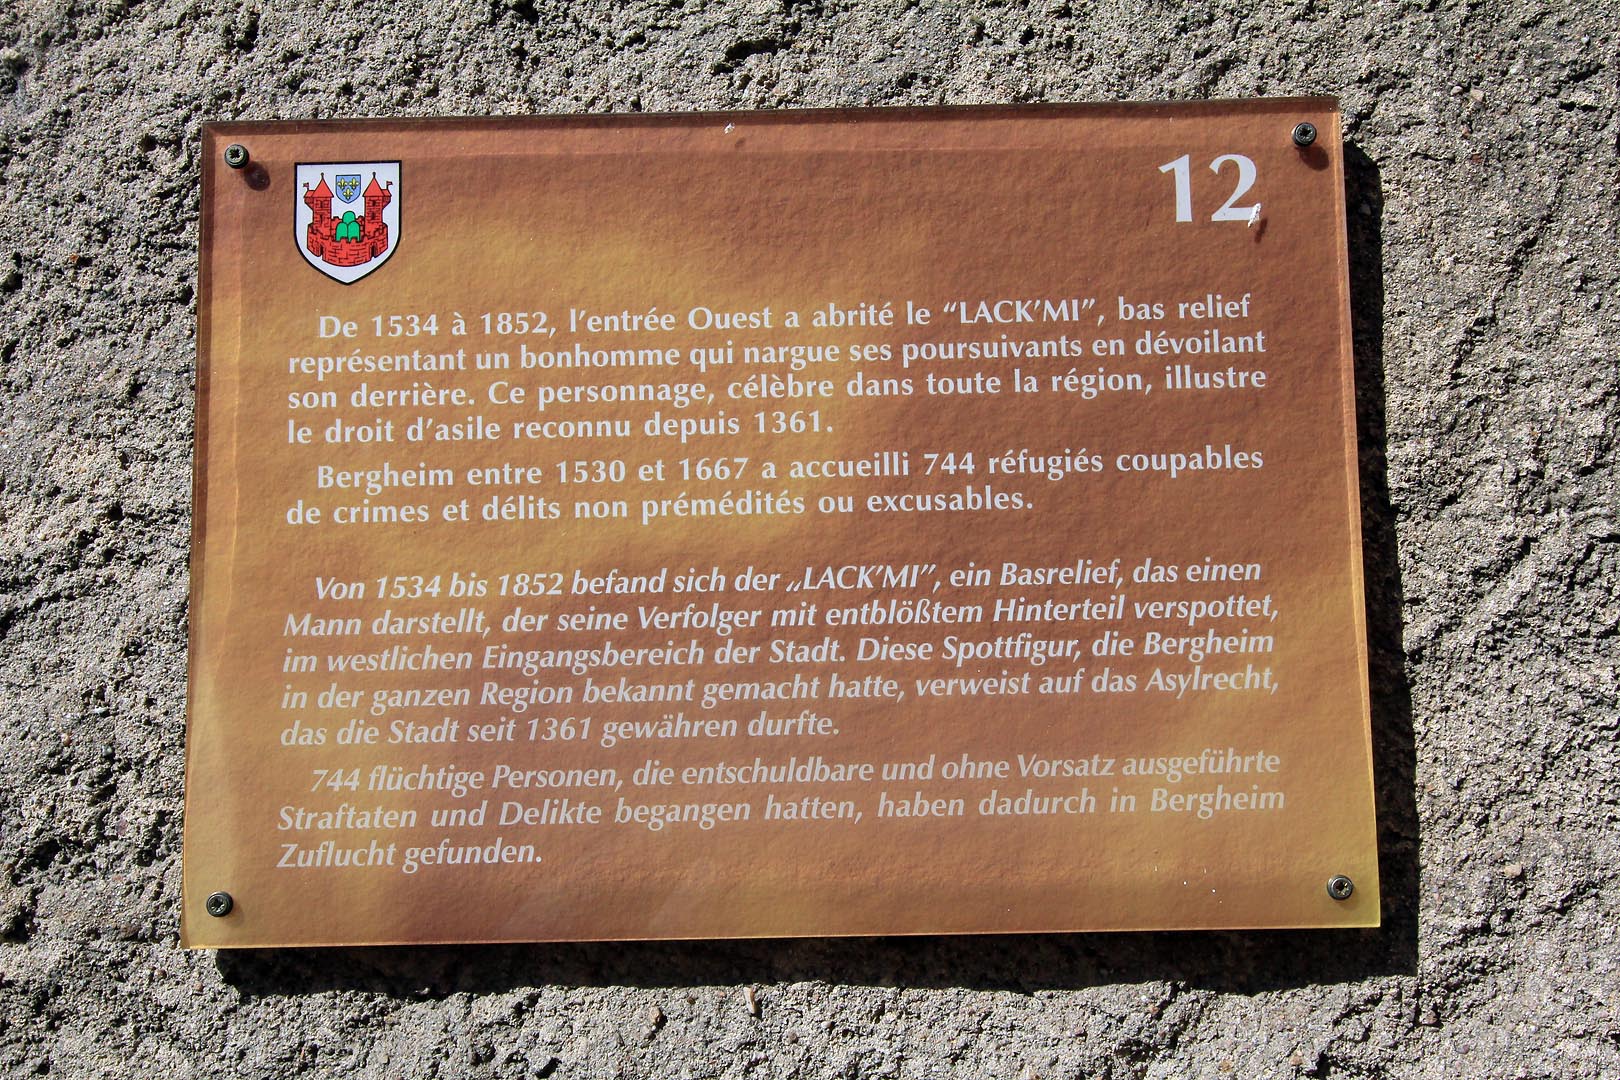 12
De 1534 à 1852, l'entrée Ouest a abrité le “LACK'MI”, bas relief
représentant un bonhomme qui nargue ses poursuivants en dévoilant
son derrière. Ce personnage, célèbre dans toute la région, illustre
le droit d'asile reconnu depuis 1361.
Bergheim entre 1530 et 1667 a accueilli 744 réfugiés coupables
de crimes et délits non prémédités ou excusables.
Von 1534 bis 1852 befand sich der „LACK'MI”, ein Basrelief, das einen
Mann darstellt, der seine Verfolger mit entblößtem Hinterteil verspottet,
im westlichen Eingangsbereich der Stadt. Diese Spottfigur, die Bergheim
in der ganzen Region bekannt gemacht hatte, verweist auf das Asylrecht,
das die Stadt seit 1361 gewähren durfte.
744 flüchtige Personen, die entschuldbare und ohne Vorsatz ausgeführte
Straftaten und Delikte begangen hatten, haben dadurch in Bergheim
Zuflucht gefunden.